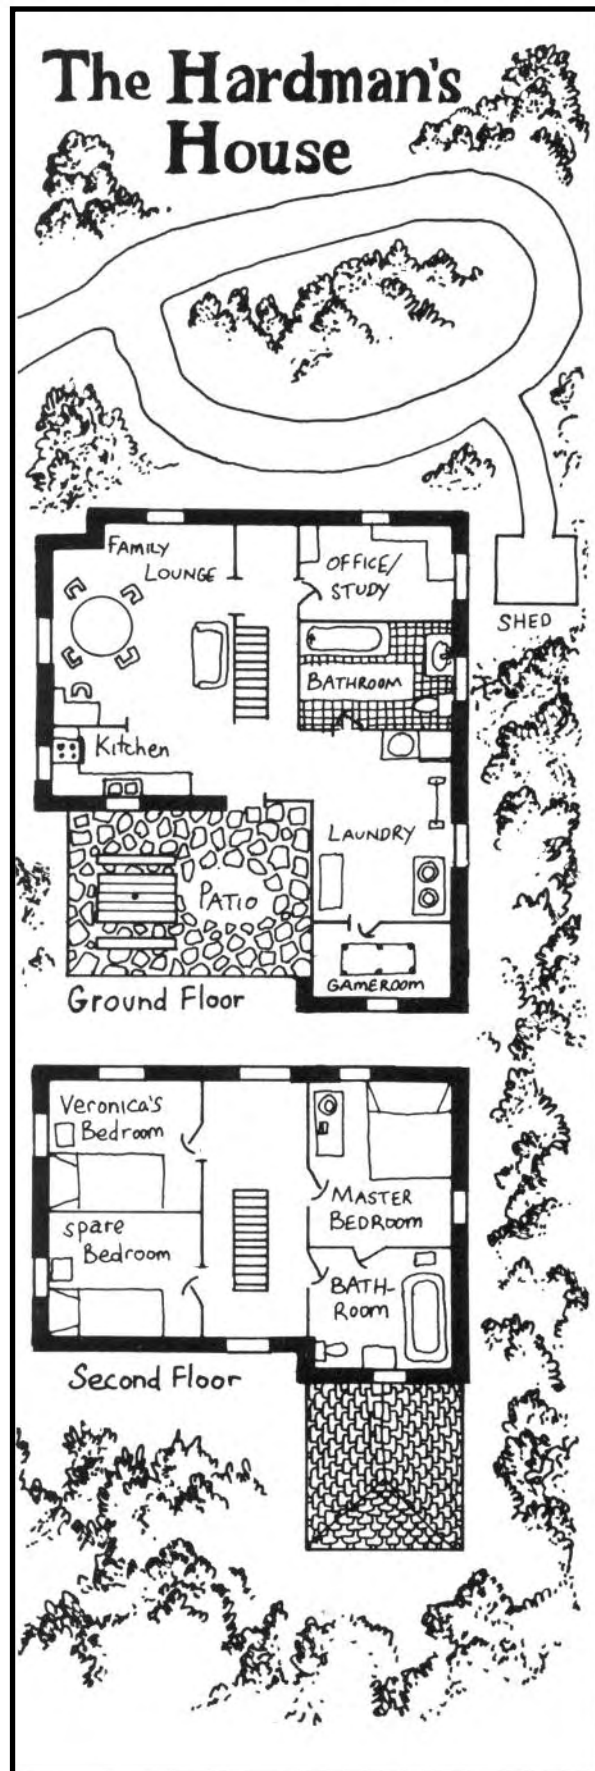 The Hardman's
House
FAMILY
LOUNGE
OFFICE/
STUDY
SHED
BATHROOM
Kitchen
LAUNDRY
PATIO
GAMEROOM
Ground Floor
Veronica's
Bedroom
MASTER
BEDROOM
Spare
Bedroom
BATH-
ROOM
Second Floor